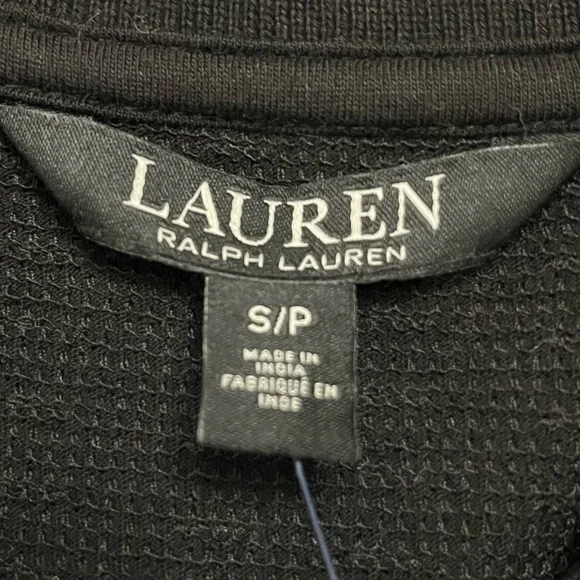 LAUREN
RALPH LAUREN
S/P
MADE IN
INDIA
FABRIQUÉ EN
INDE